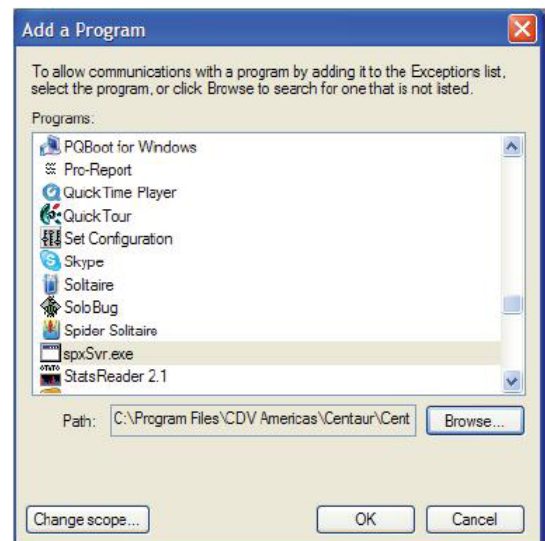 Add a Program
To allow communications with a program by adding it to the Exceptions list,
select the program, or click Browse to search for one that is not listed.
Programs:
PQBoot for Windows
Pro-Report
QuickTime Player
QuickTour
Set Configuration
Skype
Solitaire
SoloBug
Spider Solitaire
spxSvr.exe
StatsReader 2.1
Path: C:\Program Files\CDV Americas\Centaur\Cent Browse...
Change scope... OK Cancel